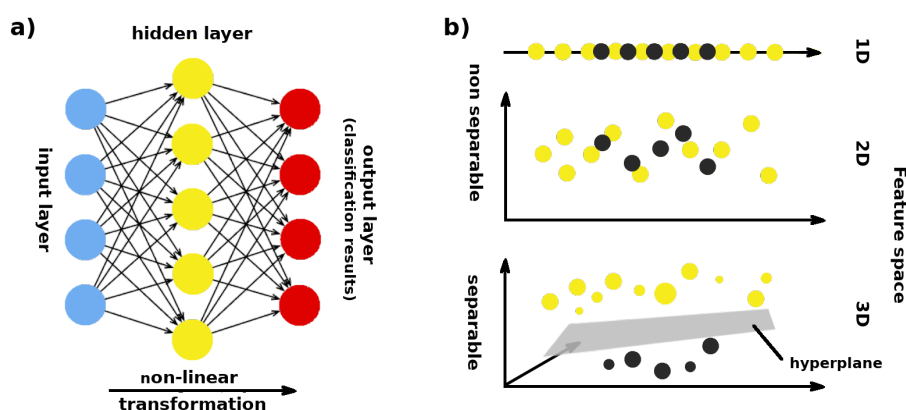 a)
hidden layer
input layer
output layer
(classification results)
non-linear
transformation
b)
1D
non separable
2D
Feature space
separable
3D
hyperplane